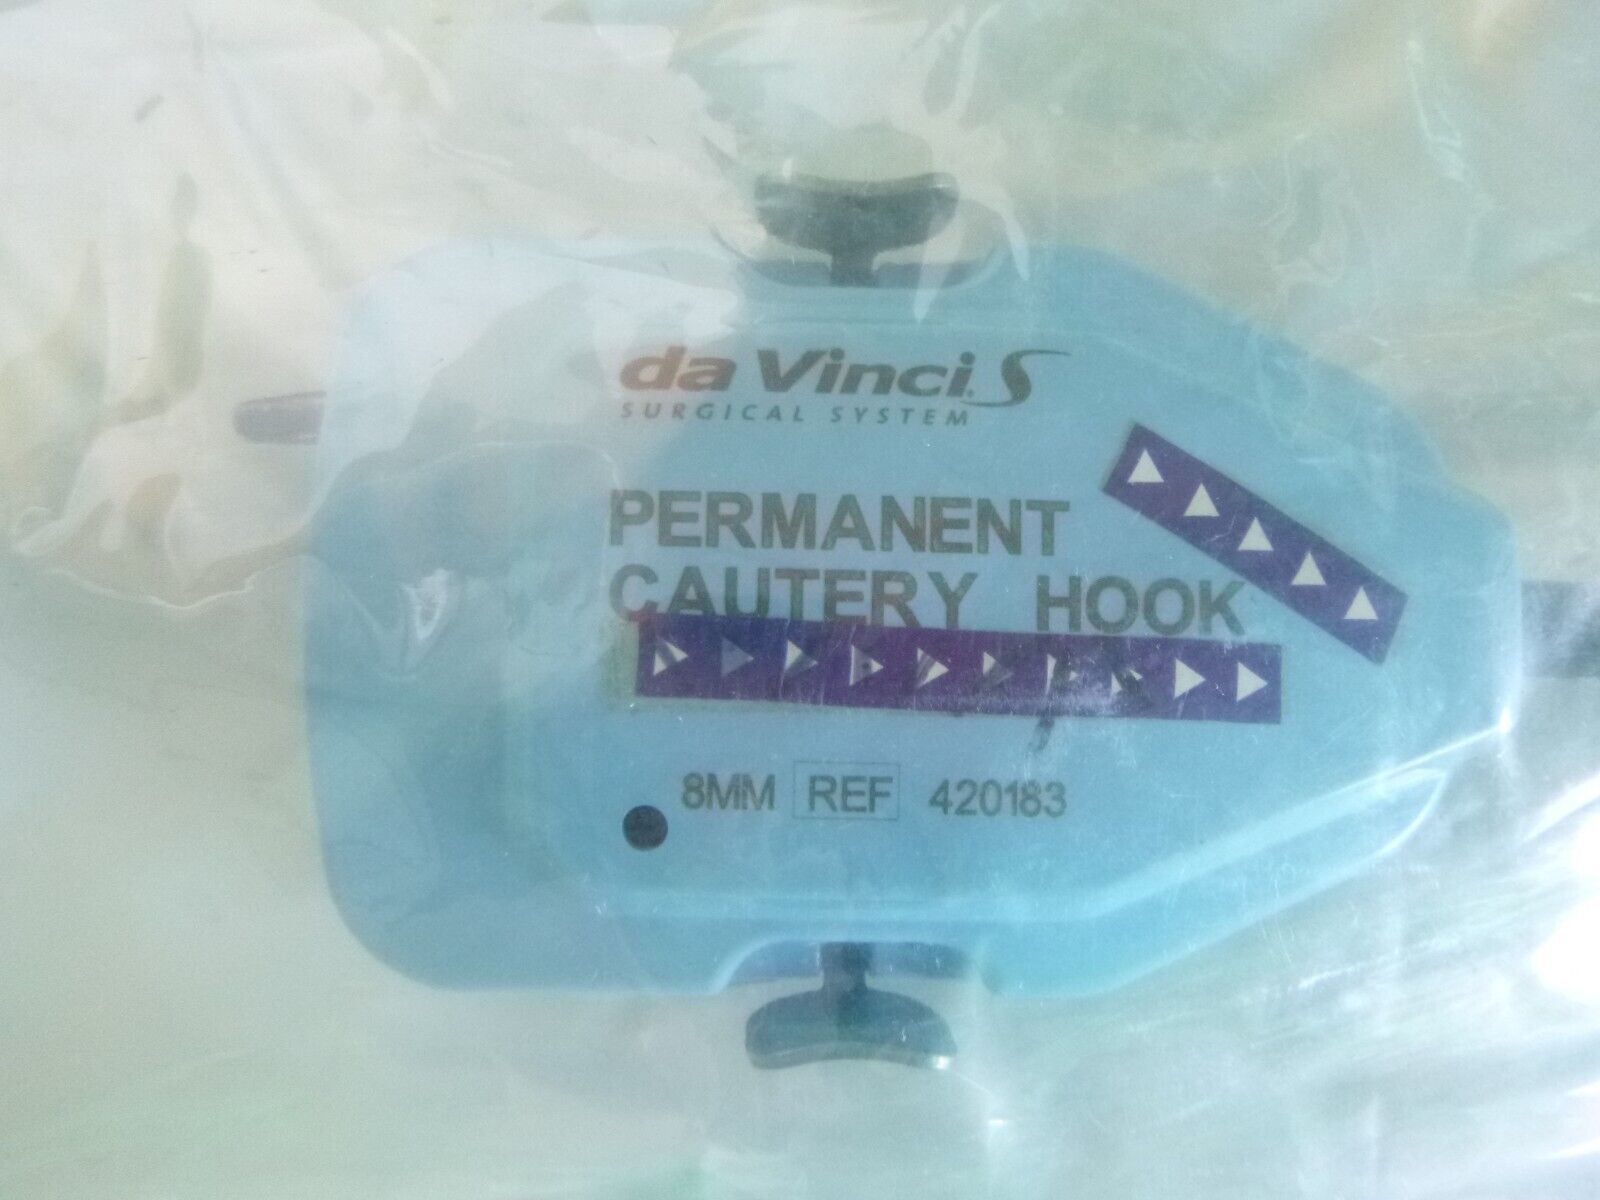 da Vinci. S
SURGICAL SYSTEM
PERMANENT
CAUTERY HOOK
8MM REF 420183